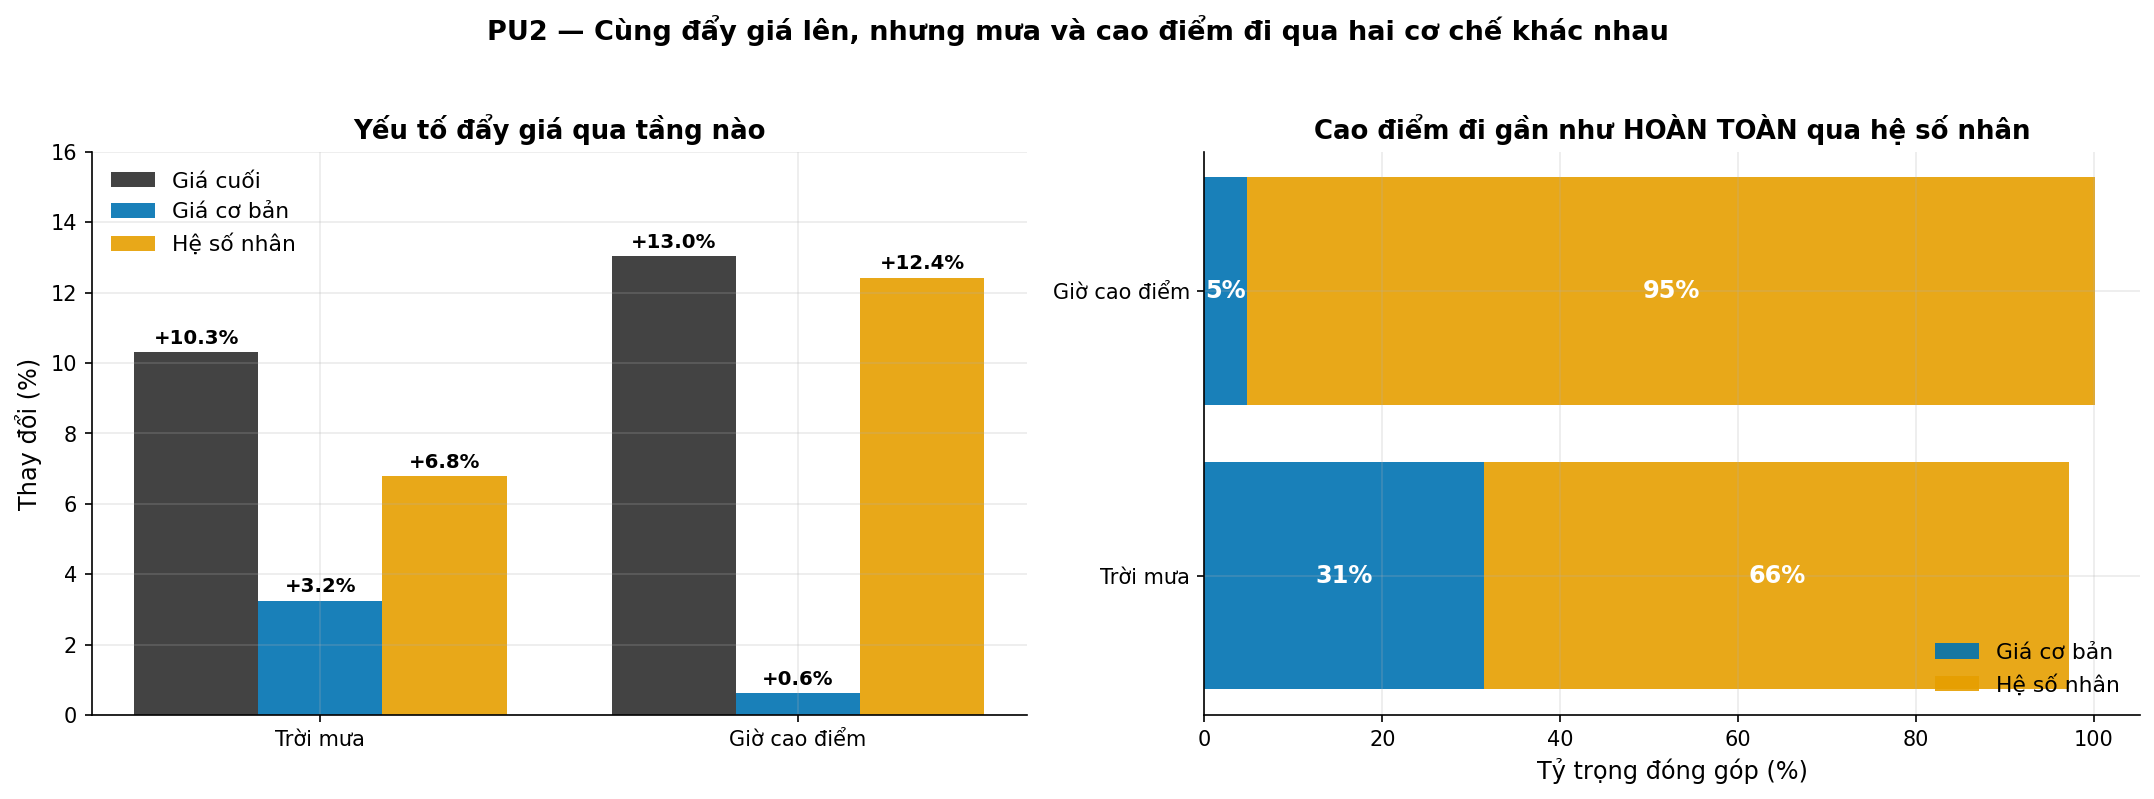 PU2 — Cùng đẩy giá lên, nhưng mưa và cao điểm đi qua hai cơ chế khác nhau
Yếu tố đẩy giá qua tầng nào
Thay đổi (%)
16
14
12
10
8
6
4
2
0
Giá cuối
Giá cơ bản
Hệ số nhân
+10.3%
+3.2%
+6.8%
+13.0%
+0.6%
+12.4%
Trời mưa
Giờ cao điểm
Cao điểm đi gần như HOÀN TOÀN qua hệ số nhân
Giờ cao điểm
5%
95%
Trời mưa
31%
66%
Giá cơ bản
Hệ số nhân
0
20
40
60
80
100
Tỷ trọng đóng góp (%)